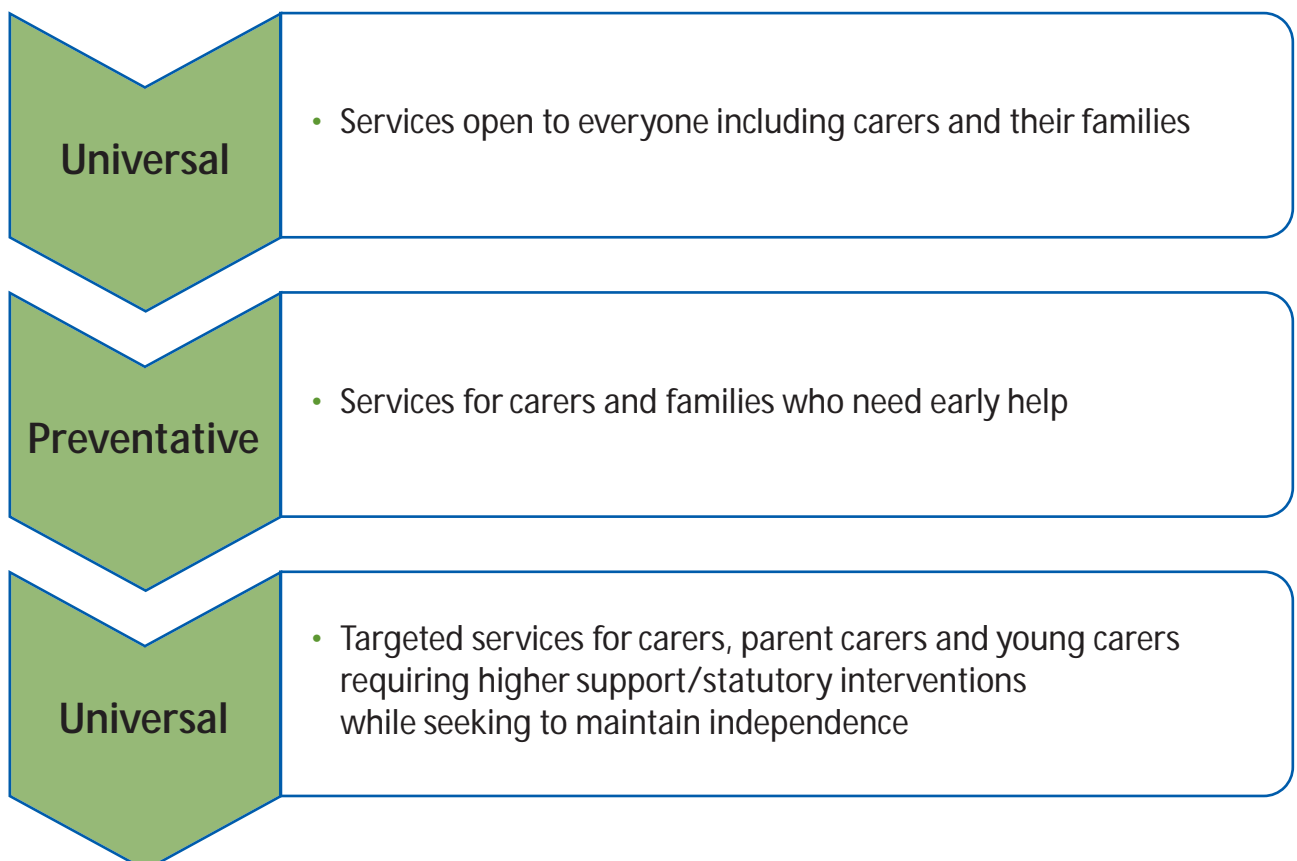 Universal
• Services open to everyone including carers and their families
Preventative
• Services for carers and families who need early help
Universal
• Targeted services for carers, parent carers and young carers
requiring higher support/statutory interventions
while seeking to maintain independence